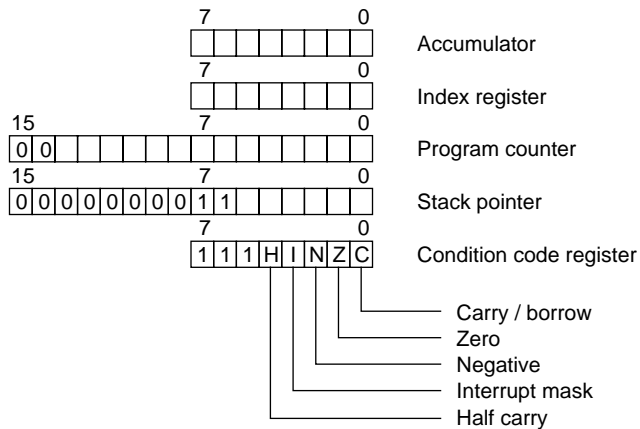 7 0
Accumulator
7 0
Index register
15 7 0
0 0 Program counter
15 7 0
0 0 0 0 0 0 0 0 1 1 Stack pointer
7 0
1 1 1 H I N Z C Condition code register
Carry / borrow
Zero
Negative
Interrupt mask
Half carry